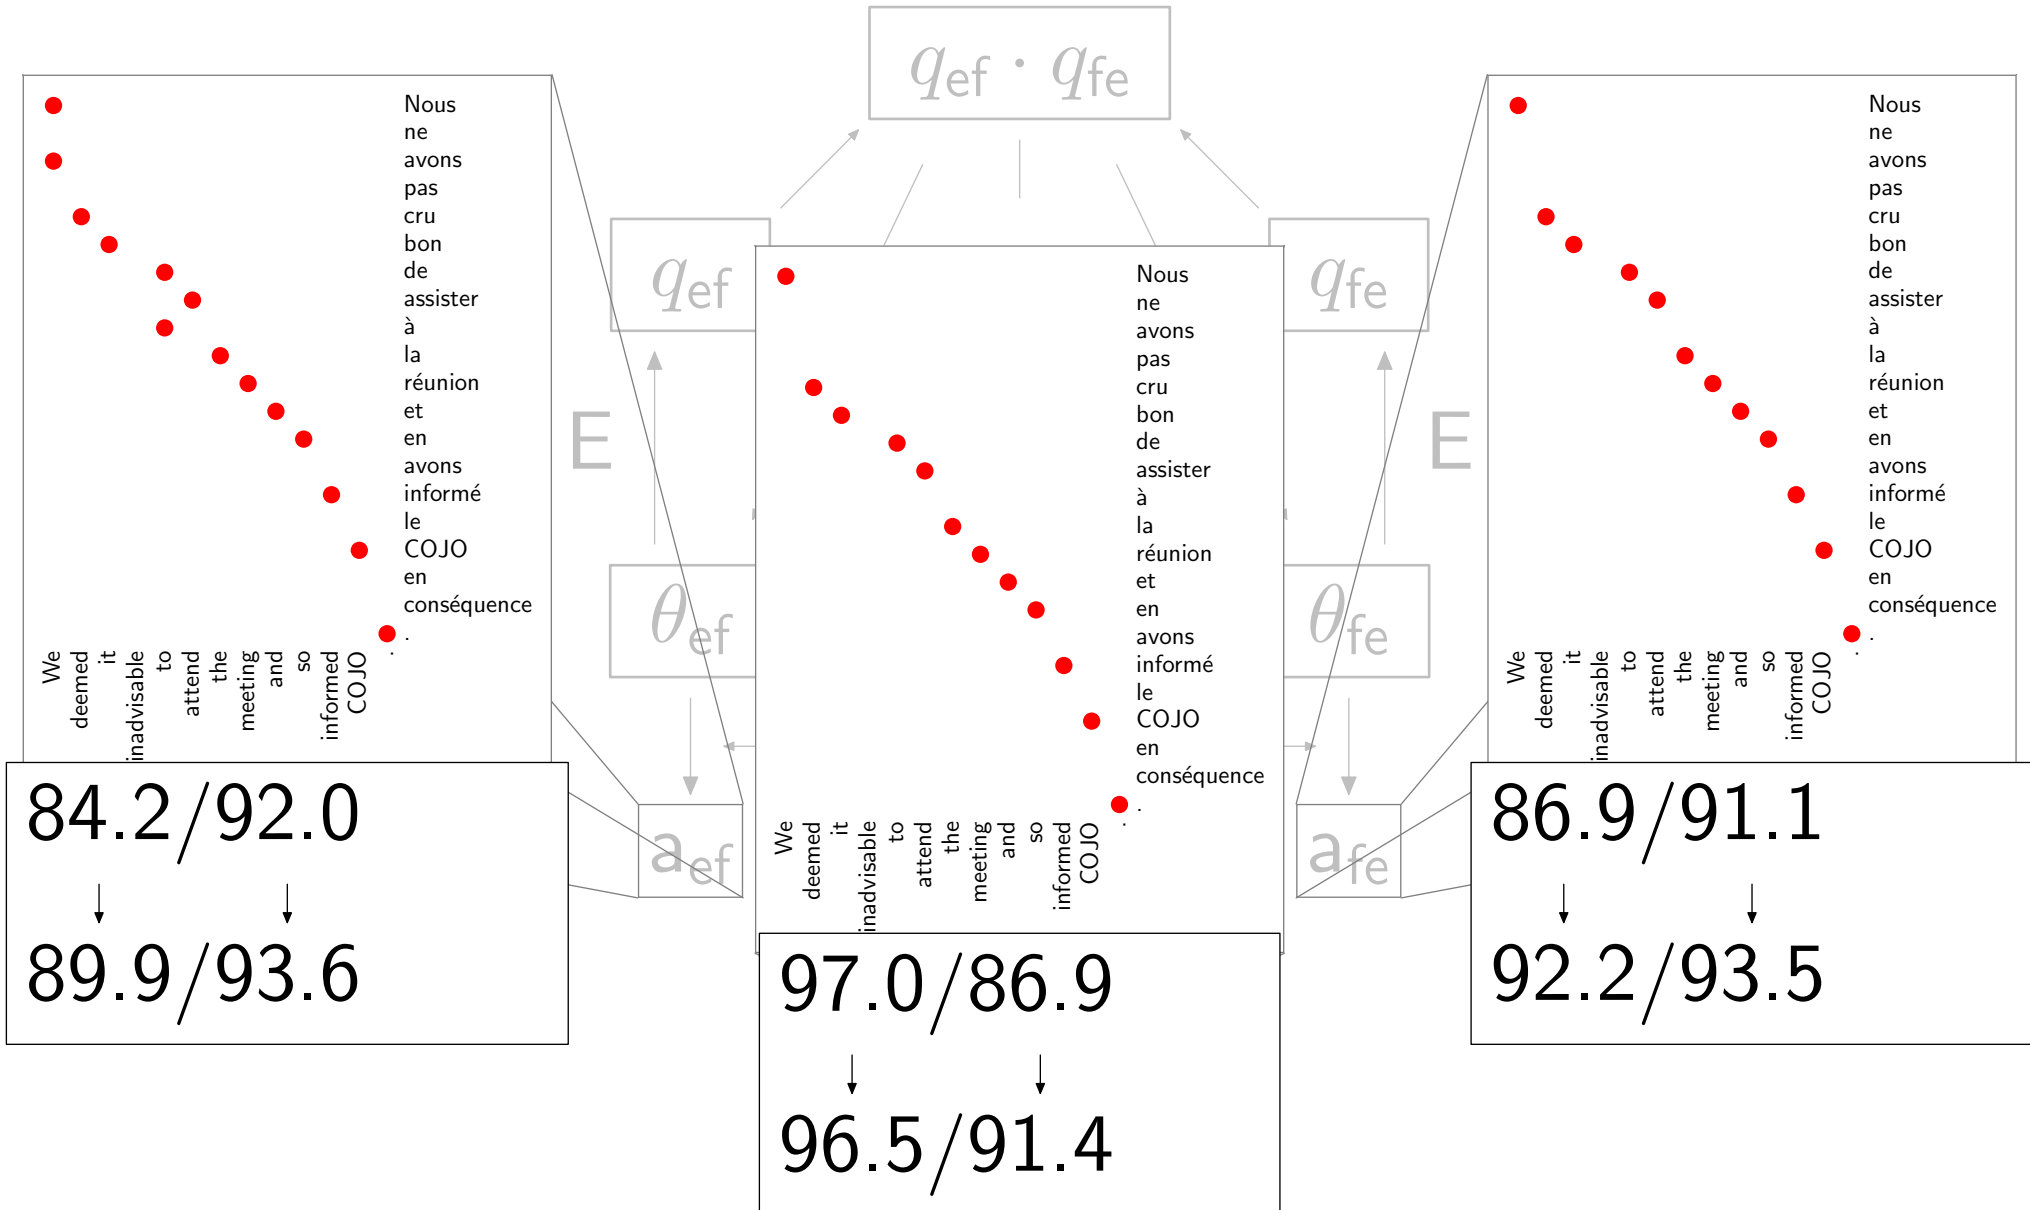 q_ef · q_fe
q_ef
q_fe
E
E
θ_ef
θ_fe
a_ef
a_fe
Nous
ne
avons
pas
cru
bon
de
assister
à
la
réunion
et
en
avons
informé
le
COJO
en
conséquence
.
We
deemed
it
inadvisable
to
attend
the
meeting
and
so
informed
COJO
.
84.2/92.0
89.9/93.6
Nous
ne
avons
pas
cru
bon
de
assister
à
la
réunion
et
en
avons
informé
le
COJO
en
conséquence
.
We
deemed
it
inadvisable
to
attend
the
meeting
and
so
informed
COJO
.
97.0/86.9
96.5/91.4
Nous
ne
avons
pas
cru
bon
de
assister
à
la
réunion
et
en
avons
informé
le
COJO
en
conséquence
.
We
deemed
it
inadvisable
to
attend
the
meeting
and
so
informed
COJO
.
86.9/91.1
92.2/93.5